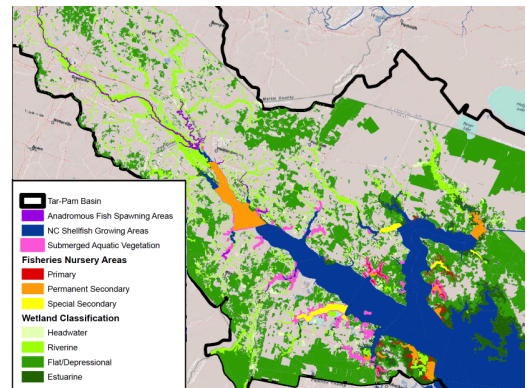 Tar-Pam Basin
Anadromous Fish Spawning Areas
NC Shellfish Growing Areas
Submerged Aquatic Vegetation
Fisheries Nursery Areas
Primary
Permanent Secondary
Special Secondary
Wetland Classification
Headwater
Riverine
Flat/Depressional
Estuarine